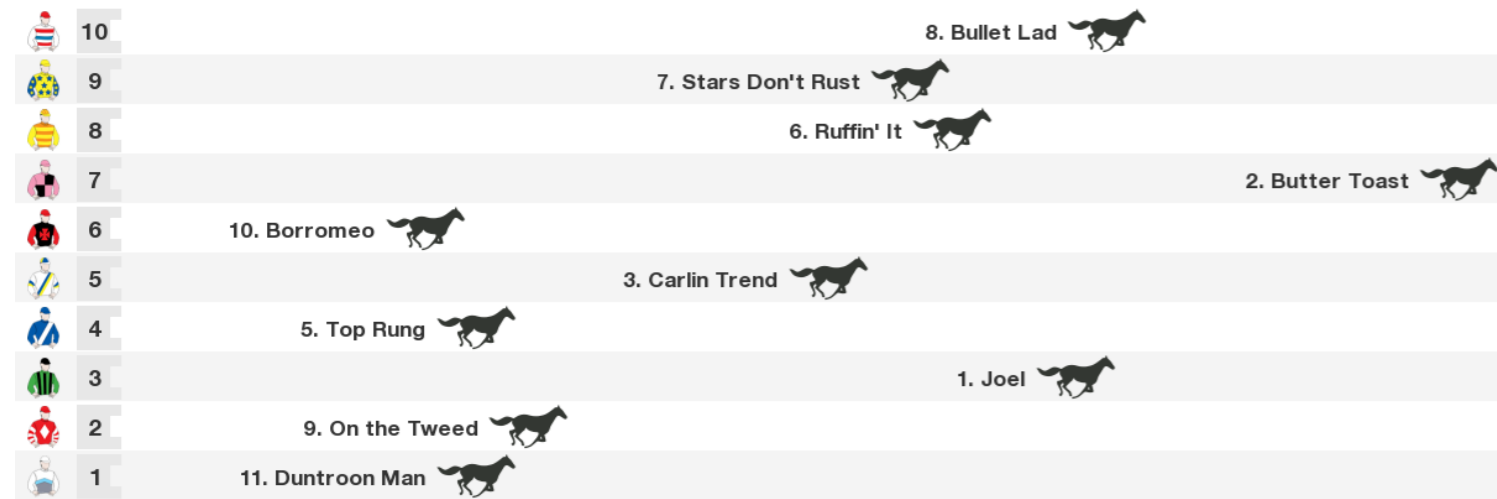 10 8. Bullet Lad
9 7. Stars Don't Rust
8 6. Ruffin' It
7 2. Butter Toast
6 10. Borromeo
5 3. Carlin Trend
4 5. Top Rung
3 1. Joel
2 9. On the Tweed
1 11. Duntroon Man